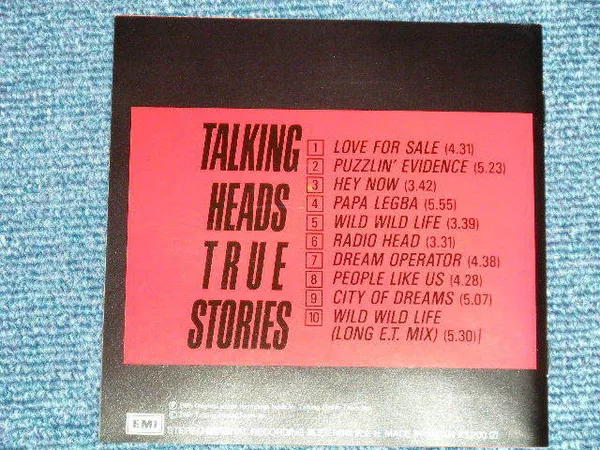 TALKING
HEADS
TRUE
STORIES
1 LOVE FOR SALE (4.31)
2 PUZZLIN' EVIDENCE (5.23)
3 HEY NOW (3.42)
4 PAPA LEGBA (5.55)
5 WILD WILD LIFE (3.39)
6 RADIO HEAD (3.31)
7 DREAM OPERATOR (4.38)
8 PEOPLE LIKE US (4.28)
9 CITY OF DREAMS (5.07)
10 WILD WILD LIFE
(LONG E.T. MIX) (5.30)
EMI
STEREO RECORDING MADE